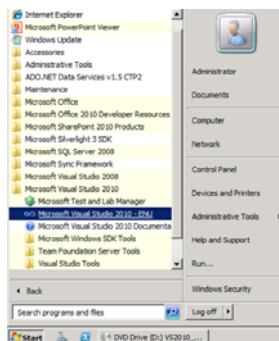 Internet Explorer
Microsoft PowerPoint Viewer
Windows Update
Accessories
Administrative Tools
ADO.NET Data Services v1.5 CTP2
Maintenance
Microsoft Office
Microsoft Office 2010 Developer Resources
Microsoft SharePoint 2010 Products
Microsoft Silverlight 3 SDK
Microsoft SQL Server 2008
Microsoft Sync Framework
Microsoft Visual Studio 2008
Microsoft Visual Studio 2010
Microsoft Test and Lab Manager
Microsoft Visual Studio 2010 - ENU
Microsoft Visual Studio 2010 Documenta
Microsoft Windows SDK Tools
Team Foundation Server Tools
Visual Studio Tools
Back
Search programs and files
Administrator
Documents
Computer
Network
Control Panel
Devices and Printers
Administrative Tools
Help and Support
Run...
Windows Security
Log off
Start
DVD Drive (D:) VS2010_...